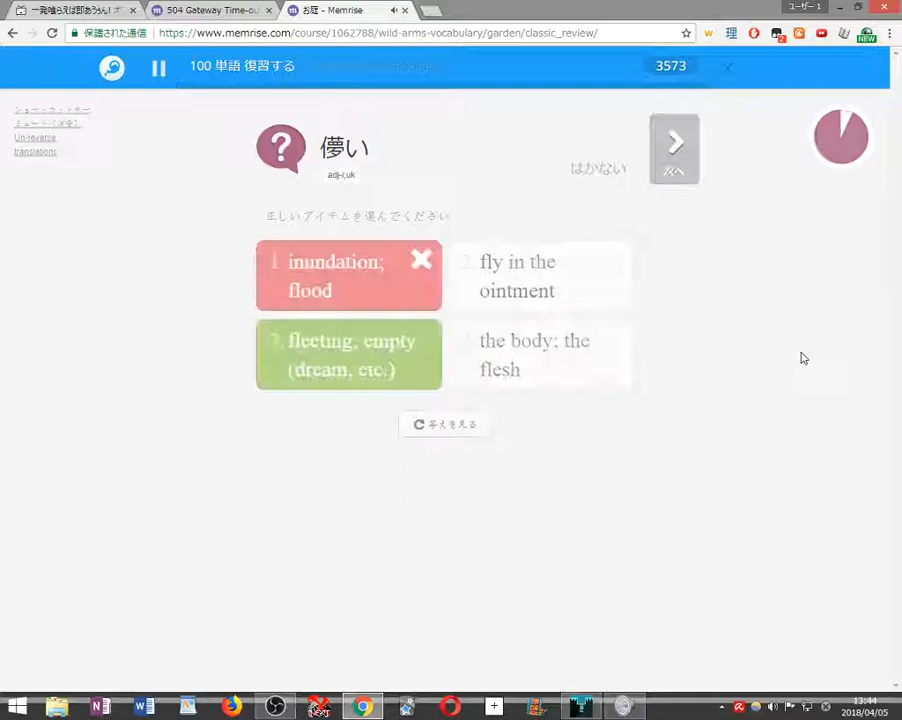 一発喰らえば即あうん! オ
504 Gateway Time-ou
お庭 - Memrise
ユーザー 1
保護された通信
https://www.memrise.com/course/1062788/wild-arms-vocabulary/garden/classic_review/
NEW
100 単語 復習する
3573
Un-reverse
translations
儚い
adj-i,uk
はかない
次へ
正しいアイテムを選んでください
1. inundation;
flood
2. fly in the
ointment
3. fleeting, empty
(dream, etc.)
the body; the
flesh
答えを見る
13:44
2018/04/05